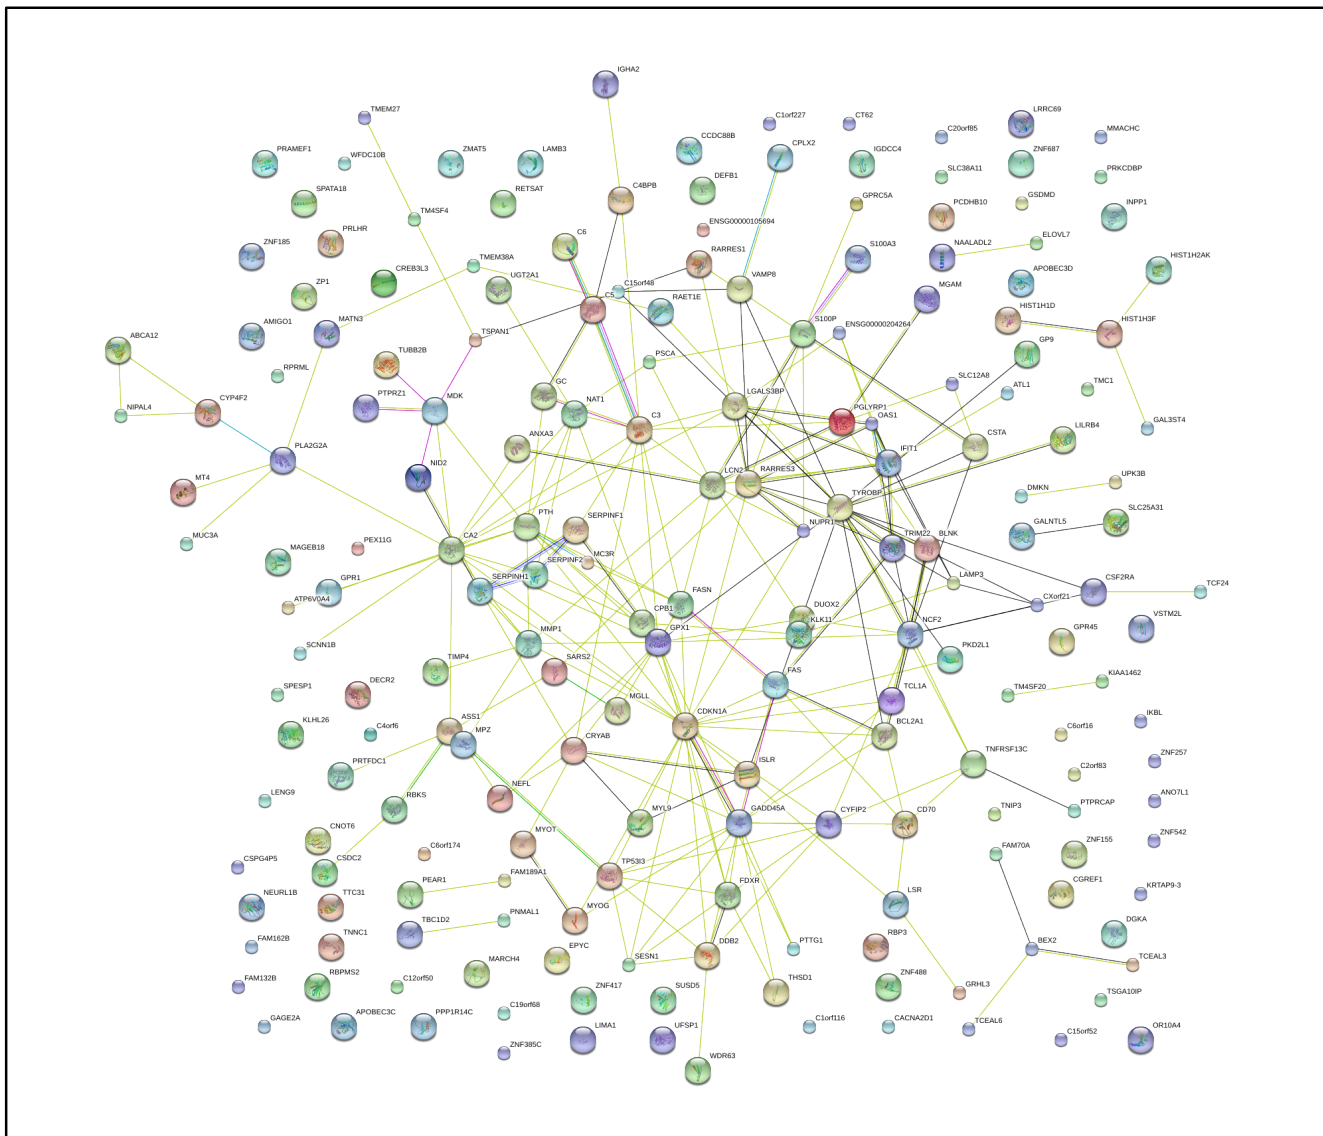 IGHA2
TMEM27
C1orf227
CT62
LRRC69
C20orf85
MMACHC
PRAMEF1
WFDC10B
ZMAT5
LAMB3
CCDC88B
CPLX2
IGDCC4
ZNF687
SLC38A11
PRKCDBP
SPATA18
RETSAT
C4BPB
DEFB1
GPRC5A
PCDHB10
GSDMD
INPP1
TM4SF4
ENSG00000105694
ZNF185
PRLHR
C6
RARRES1
S100A3
NAALADL2
ELOVL7
TMEM38A
C15orf48
VAMP8
APOBEC3D
HIST1H2AK
CREB3L3
UGT2A1
ZP1
C5
RAET1E
MGAM
HIST1H1D
HIST1H3F
AMIGO1
MATN3
S100P
ENSG00000204264
ABCA12
TSPAN1
GP9
TUBB2B
PSCA
RPRML
SLC12A8
ATL1
TMC1
NIPAL4
CYP4F2
PTPRZ1
MDK
GC
NAT1
LGALS3BP
PGLYRP1
OAS1
GAL3ST4
C3
ANXA3
CSTA
LILRB4
PLA2G2A
NID2
IFIT1
MT4
LCN2
RARRES3
DMKN
UPK3B
TYROBP
SLC25A31
MUC3A
PTH
SERPINF1
NUPR1
GALNTL5
MAGEB18
PEX11G
CA2
MC3R
TRIM22
BLNK
GPR1
SERPINF2
SERPINH1
LAMP3
CSF2RA
TCF24
ATP6V0A4
FASN
CXorf21
CPB1
DUOX2
VSTM2L
SCNN1B
MMP1
GPX1
KLK11
NCF2
GPR45
TIMP4
SARS2
PKD2L1
SPESP1
DECR2
FAS
TM4SF20
KIAA1462
MGLL
TCL1A
KLHL26
C4orf6
ASS1
MPZ
CDKN1A
BCL2A1
C6orf16
IKBL
CRYAB
PRTFDC1
ISLR
TNFRSF13C
ZNF257
C2orf83
LENG9
RBKS
NEFL
PTPRCAP
ANO7L1
MYL9
GADD45A
CYFIP2
CD70
TNIP3
CNOT6
MYOT
ZNF155
ZNF542
CSPG4P5
CSDC2
C6orf174
FAM70A
TP53I3
NEURL1B
TTC31
PEAR1
FAM189A1
FDXR
LSR
CGREF1
KRTAP9-3
TBC1D2
PNMAL1
MYOG
DGKA
FAM162B
TNNC1
DDB2
PTTG1
RBP3
BEX2
EPYC
SESN1
TCEAL3
MARCH4
FAM132B
RBPMS2
C12orf50
ZNF417
SUSD5
THSD1
ZNF488
GRHL3
TSGA10IP
GAGE2A
APOBEC3C
PPP1R14C
C19orf68
LIMA1
UFSP1
C1orf116
CACNA2D1
TCEAL6
C15orf52
OR10A4
ZNF385C
WDR63